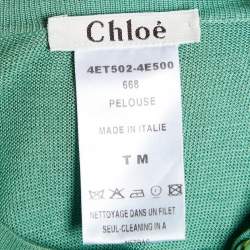 Chloé
4ET502-4E500
668
PELOUSE
MADE IN ITALIE
T M
NETTOYAGE DANS UN FILET
SEUL-CLEANING IN A